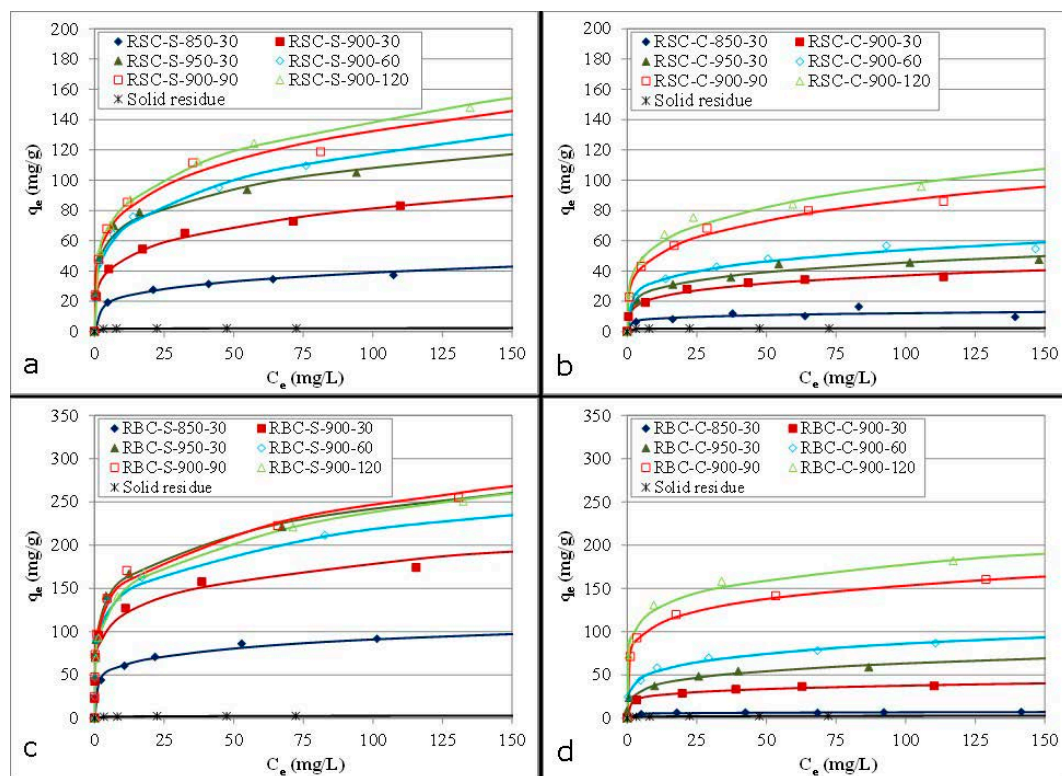 200
180
160
140
120
100
80
60
40
20
0
qe (mg/g)
RSC-S-850-30 RSC-S-900-30
RSC-S-950-30 RSC-S-900-60
RSC-S-900-90 RSC-S-900-120
Solid residue
0 25 50 75 100 125 150
Ce (mg/L)
a
200
180
160
140
120
100
80
60
40
20
0
qe (mg/g)
RSC-C-850-30 RSC-C-900-30
RSC-C-950-30 RSC-C-900-60
RSC-C-900-90 RSC-C-900-120
Solid residue
0 25 50 75 100 125 150
Ce (mg/L)
b
350
300
250
200
150
100
50
0
qe (mg/g)
RBC-S-850-30 RBC-S-900-30
RBC-S-950-30 RBC-S-900-60
RBC-S-900-90 RBC-S-900-120
Solid residue
0 25 50 75 100 125 150
Ce (mg/L)
c
350
300
250
200
150
100
50
0
qe (mg/g)
RBC-C-850-30 RBC-C-900-30
RBC-C-950-30 RBC-C-900-60
RBC-C-900-90 RBC-C-900-120
Solid residue
0 25 50 75 100 125 150
Ce (mg/L)
d